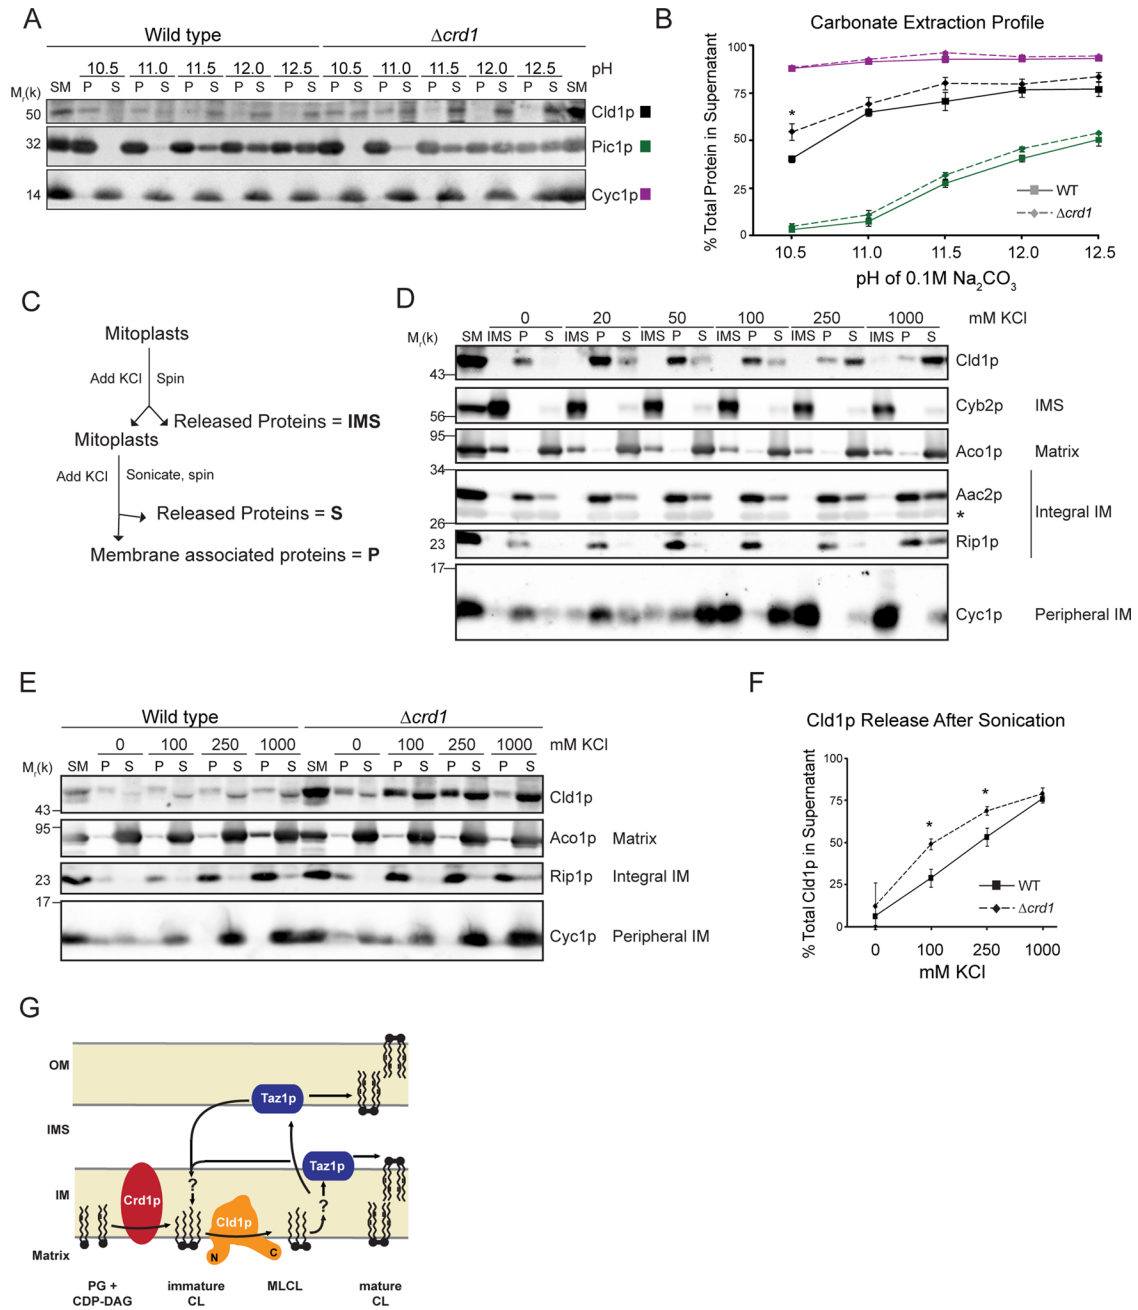 A
Wild type Δcrd1
10.5 11.0 11.5 12.0 12.5 10.5 11.0 11.5 12.0 12.5 pH
Mr(k) SM P S P S P S P S P S P S P S P S P S P S SM
50 Cld1p
32 Pic1p
14 Cyc1p
B
Carbonate Extraction Profile
% Total Protein in Supernatant
100
75
50
25
0
*
WT
Δcrd1
10.5 11.0 11.5 12.0 12.5
pH of 0.1M Na2CO3
C
Mitoplasts
Add KCl Spin
Released Proteins = IMS
Mitoplasts
Add KCl Sonicate, spin
Released Proteins = S
Membrane associated proteins = P
D
0 20 50 100 250 1000 mM KCl
Mr(k) SM IMS P S IMS P S IMS P S IMS P S IMS P S IMS P S
Cld1p
43
Cyb2p IMS
56
95
Aco1p Matrix
34
Aac2p
*
Integral IM
26
23 Rip1p
17
Cyc1p Peripheral IM
E
Wild type Δcrd1
0 100 250 1000 0 100 250 1000 mM KCl
Mr(k) SM P S P S P S P S SM P S P S P S P S
Cld1p
43
95
Aco1p Matrix
23 Rip1p Integral IM
17
Cyc1p Peripheral IM
F
Cld1p Release After Sonication
% Total Cld1p in Supernatant
100
75
50
25
0
*
*
WT
Δcrd1
0 100 250 1000
mM KCl
G
OM
Taz1p
IMS
Taz1p
IM
Crd1p
?
?
Cld1p
N
C
Matrix
PG + CDP-DAG
immature CL
MLCL
mature CL